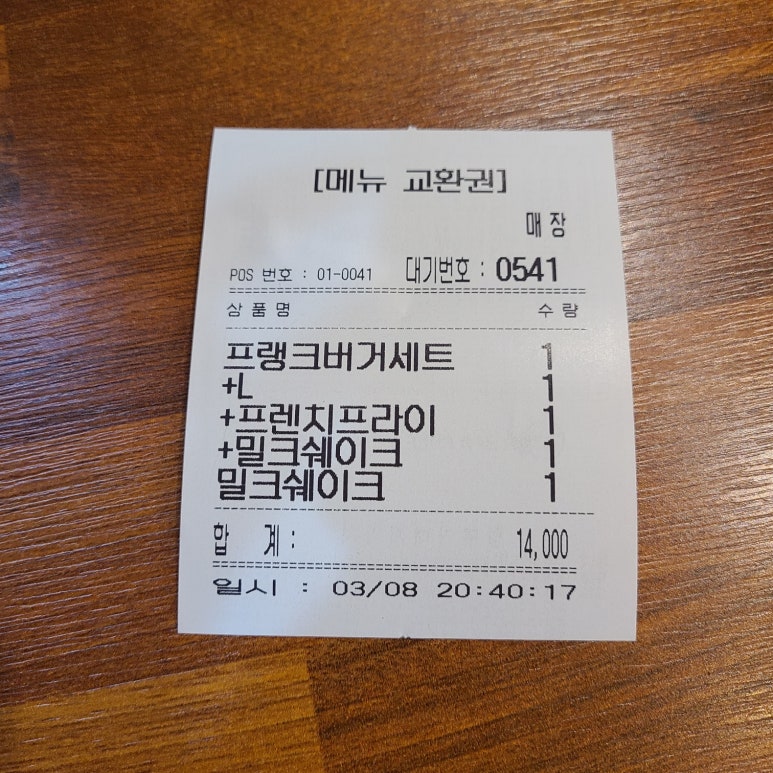 [메뉴 교환권]
매장
POS 번호 : 01-0041 대기번호 : 0541
상품명 수량
프랭크버거세트 1
+L 1
+프렌치프라이 1
+밀크쉐이크 1
밀크쉐이크 1
합 계 : 14,000
일시 : 03/08 20:40:17